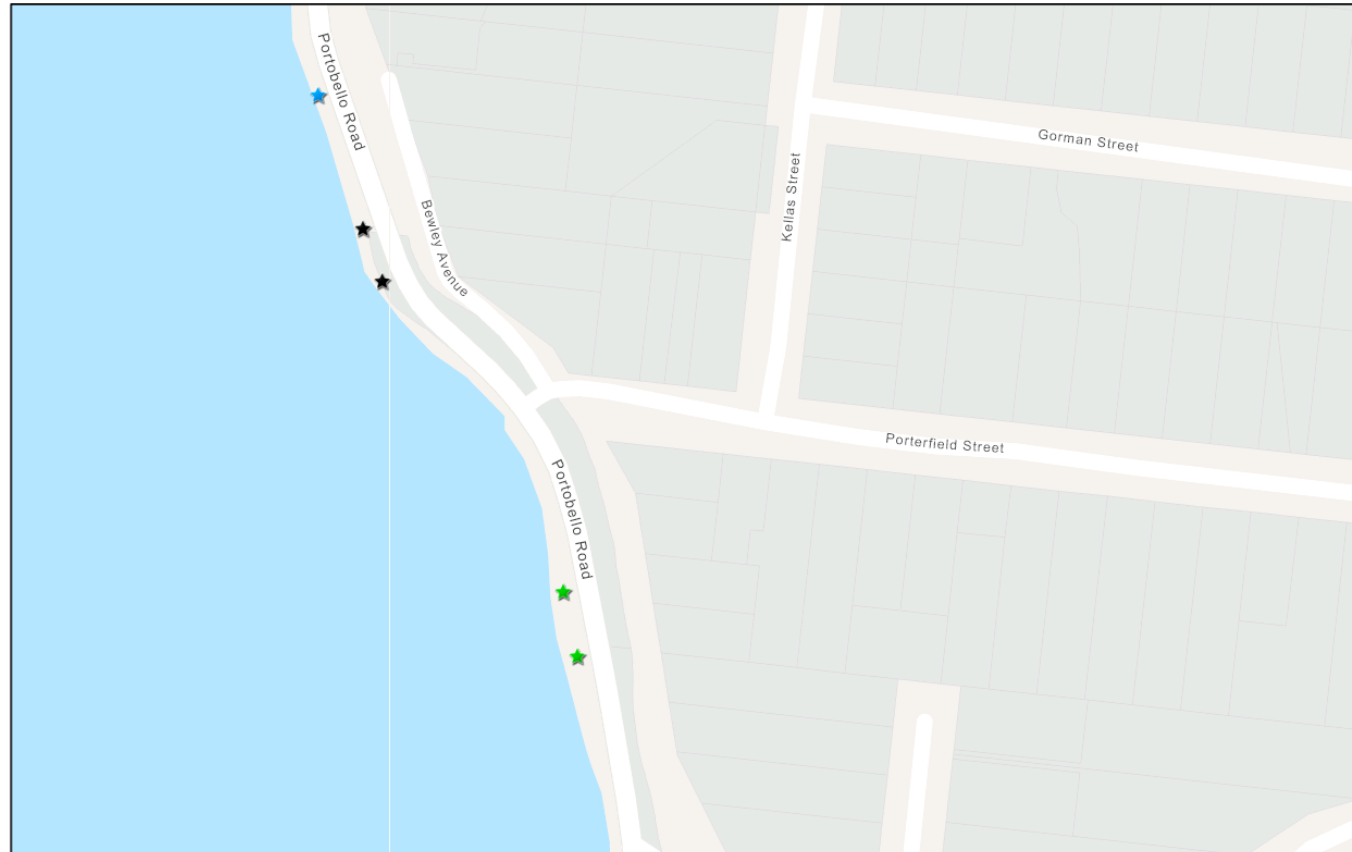 Portobello Road
Gorman Street
Kellas Street
Bewley Avenue
Porterfield Street
Portobello Road